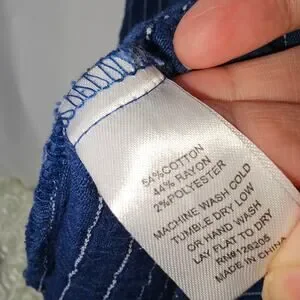 54%COTTON
44% RAYON
2%POLYESTER
MACHINE WASH COLD
TUMBLE DRY LOW
OR HAND WASH
LAY FLAT TO DRY
RN#126205
MADE IN CHINA